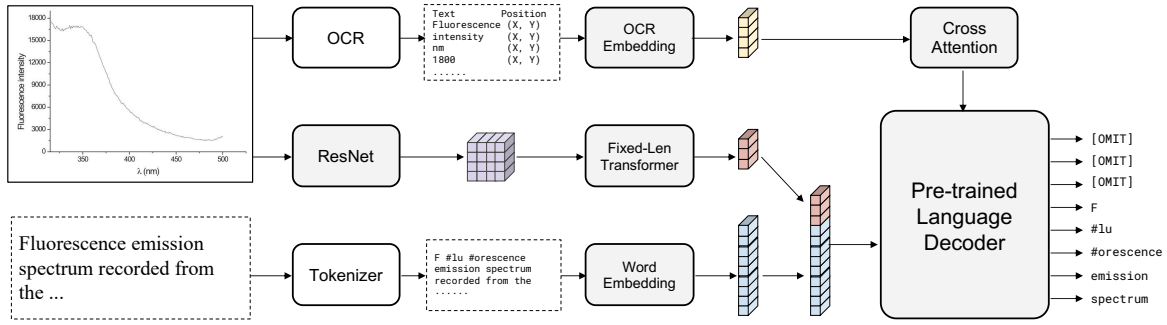 18000
15000
12000
9000
6000
3000
0
Fluorescence intensity
350
400
450
500
λ (nm)
OCR
Text Position
Fluorescence (X, Y)
intensity (X, Y)
nm (X, Y)
1800 (X, Y)
......
OCR
Embedding
Cross
Attention
ResNet
Fixed-Len
Transformer
Fluorescence emission
spectrum recorded from
the ...
Tokenizer
F #lu #orescence
emission spectrum
recorded from the
......
Word
Embedding
Pre-trained
Language
Decoder
[OMIT]
[OMIT]
[OMIT]
F
#lu
#orescence
emission
spectrum